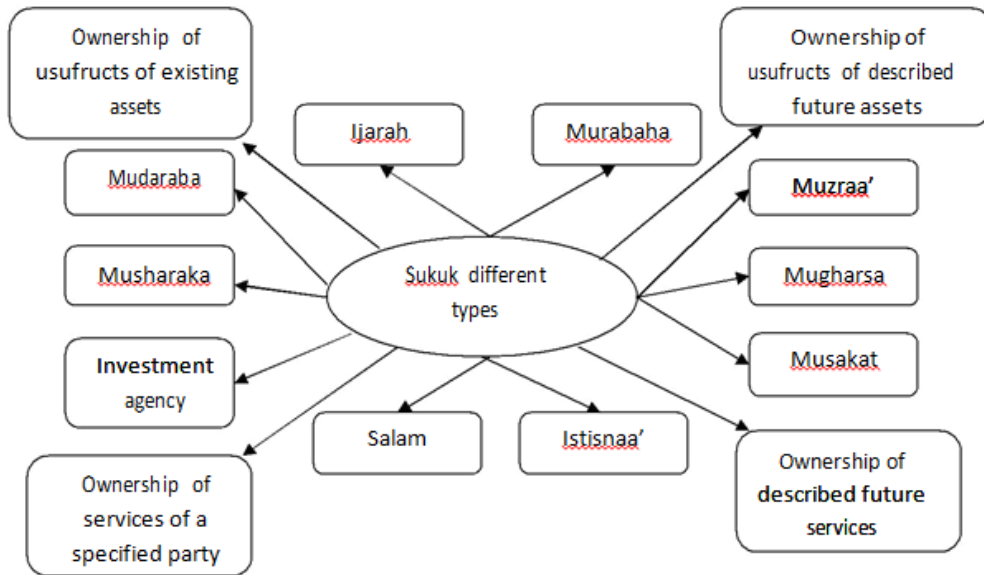 Ownership of
usufructs of existing
assets
Ownership of
usufructs of described
future assets
Ijarah
Murabaha
Mudaraba
Muzraa’
Musharaka
Sukuk different
types
Mugharsa
Investment
agency
Musakat
Salam
Istisnaa’
Ownership of
services of a
specified party
Ownership of
described future
services